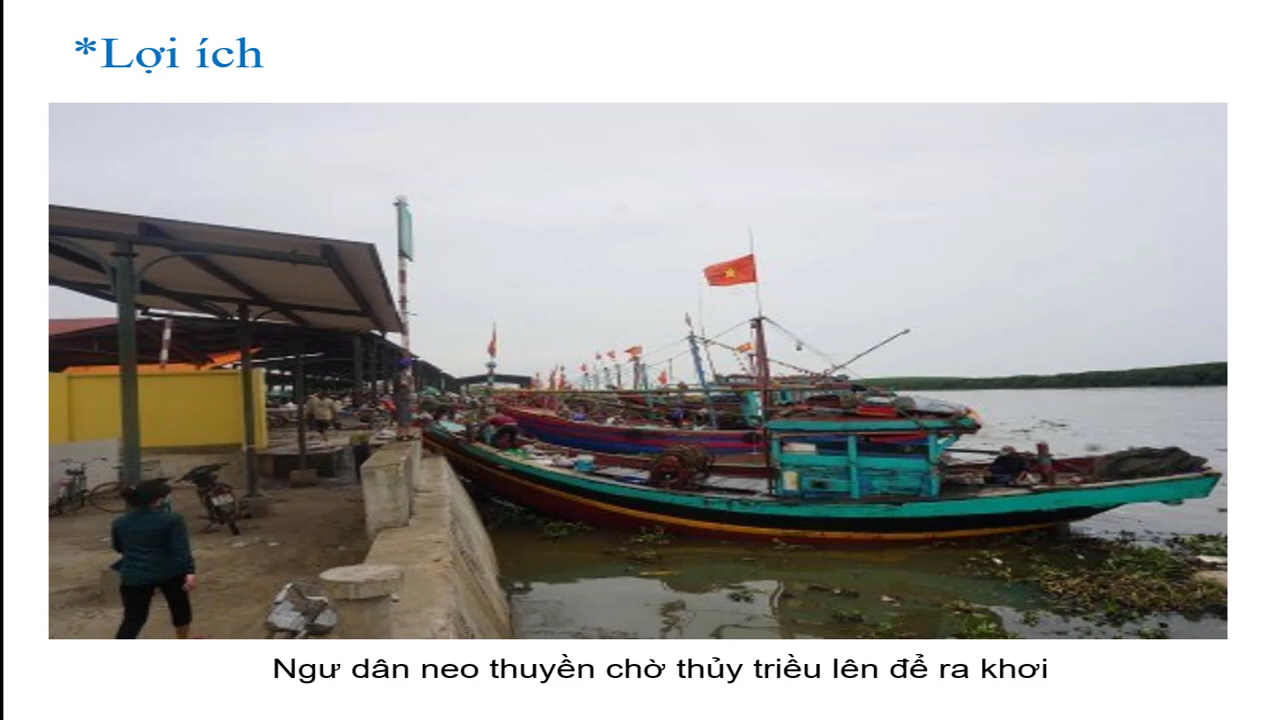 *Lợi ích
Ngư dân neo thuyền chờ thủy triều lên để ra khơi